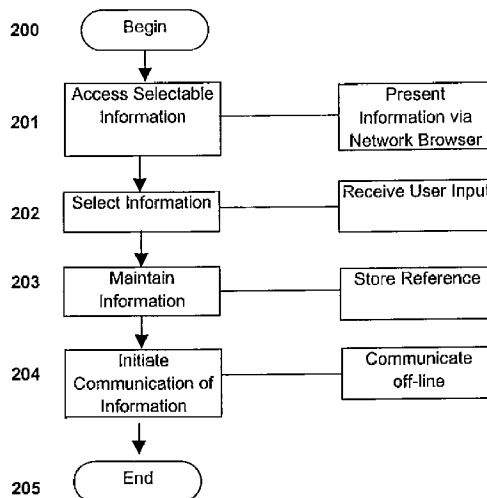 200
Begin
201
Access Selectable
Information
Present
Information via
Network Browser
202
Select Information
Receive User Input
203
Maintain
Information
Store Reference
204
Initiate
Communication of
Information
Communicate
off-line
205
End